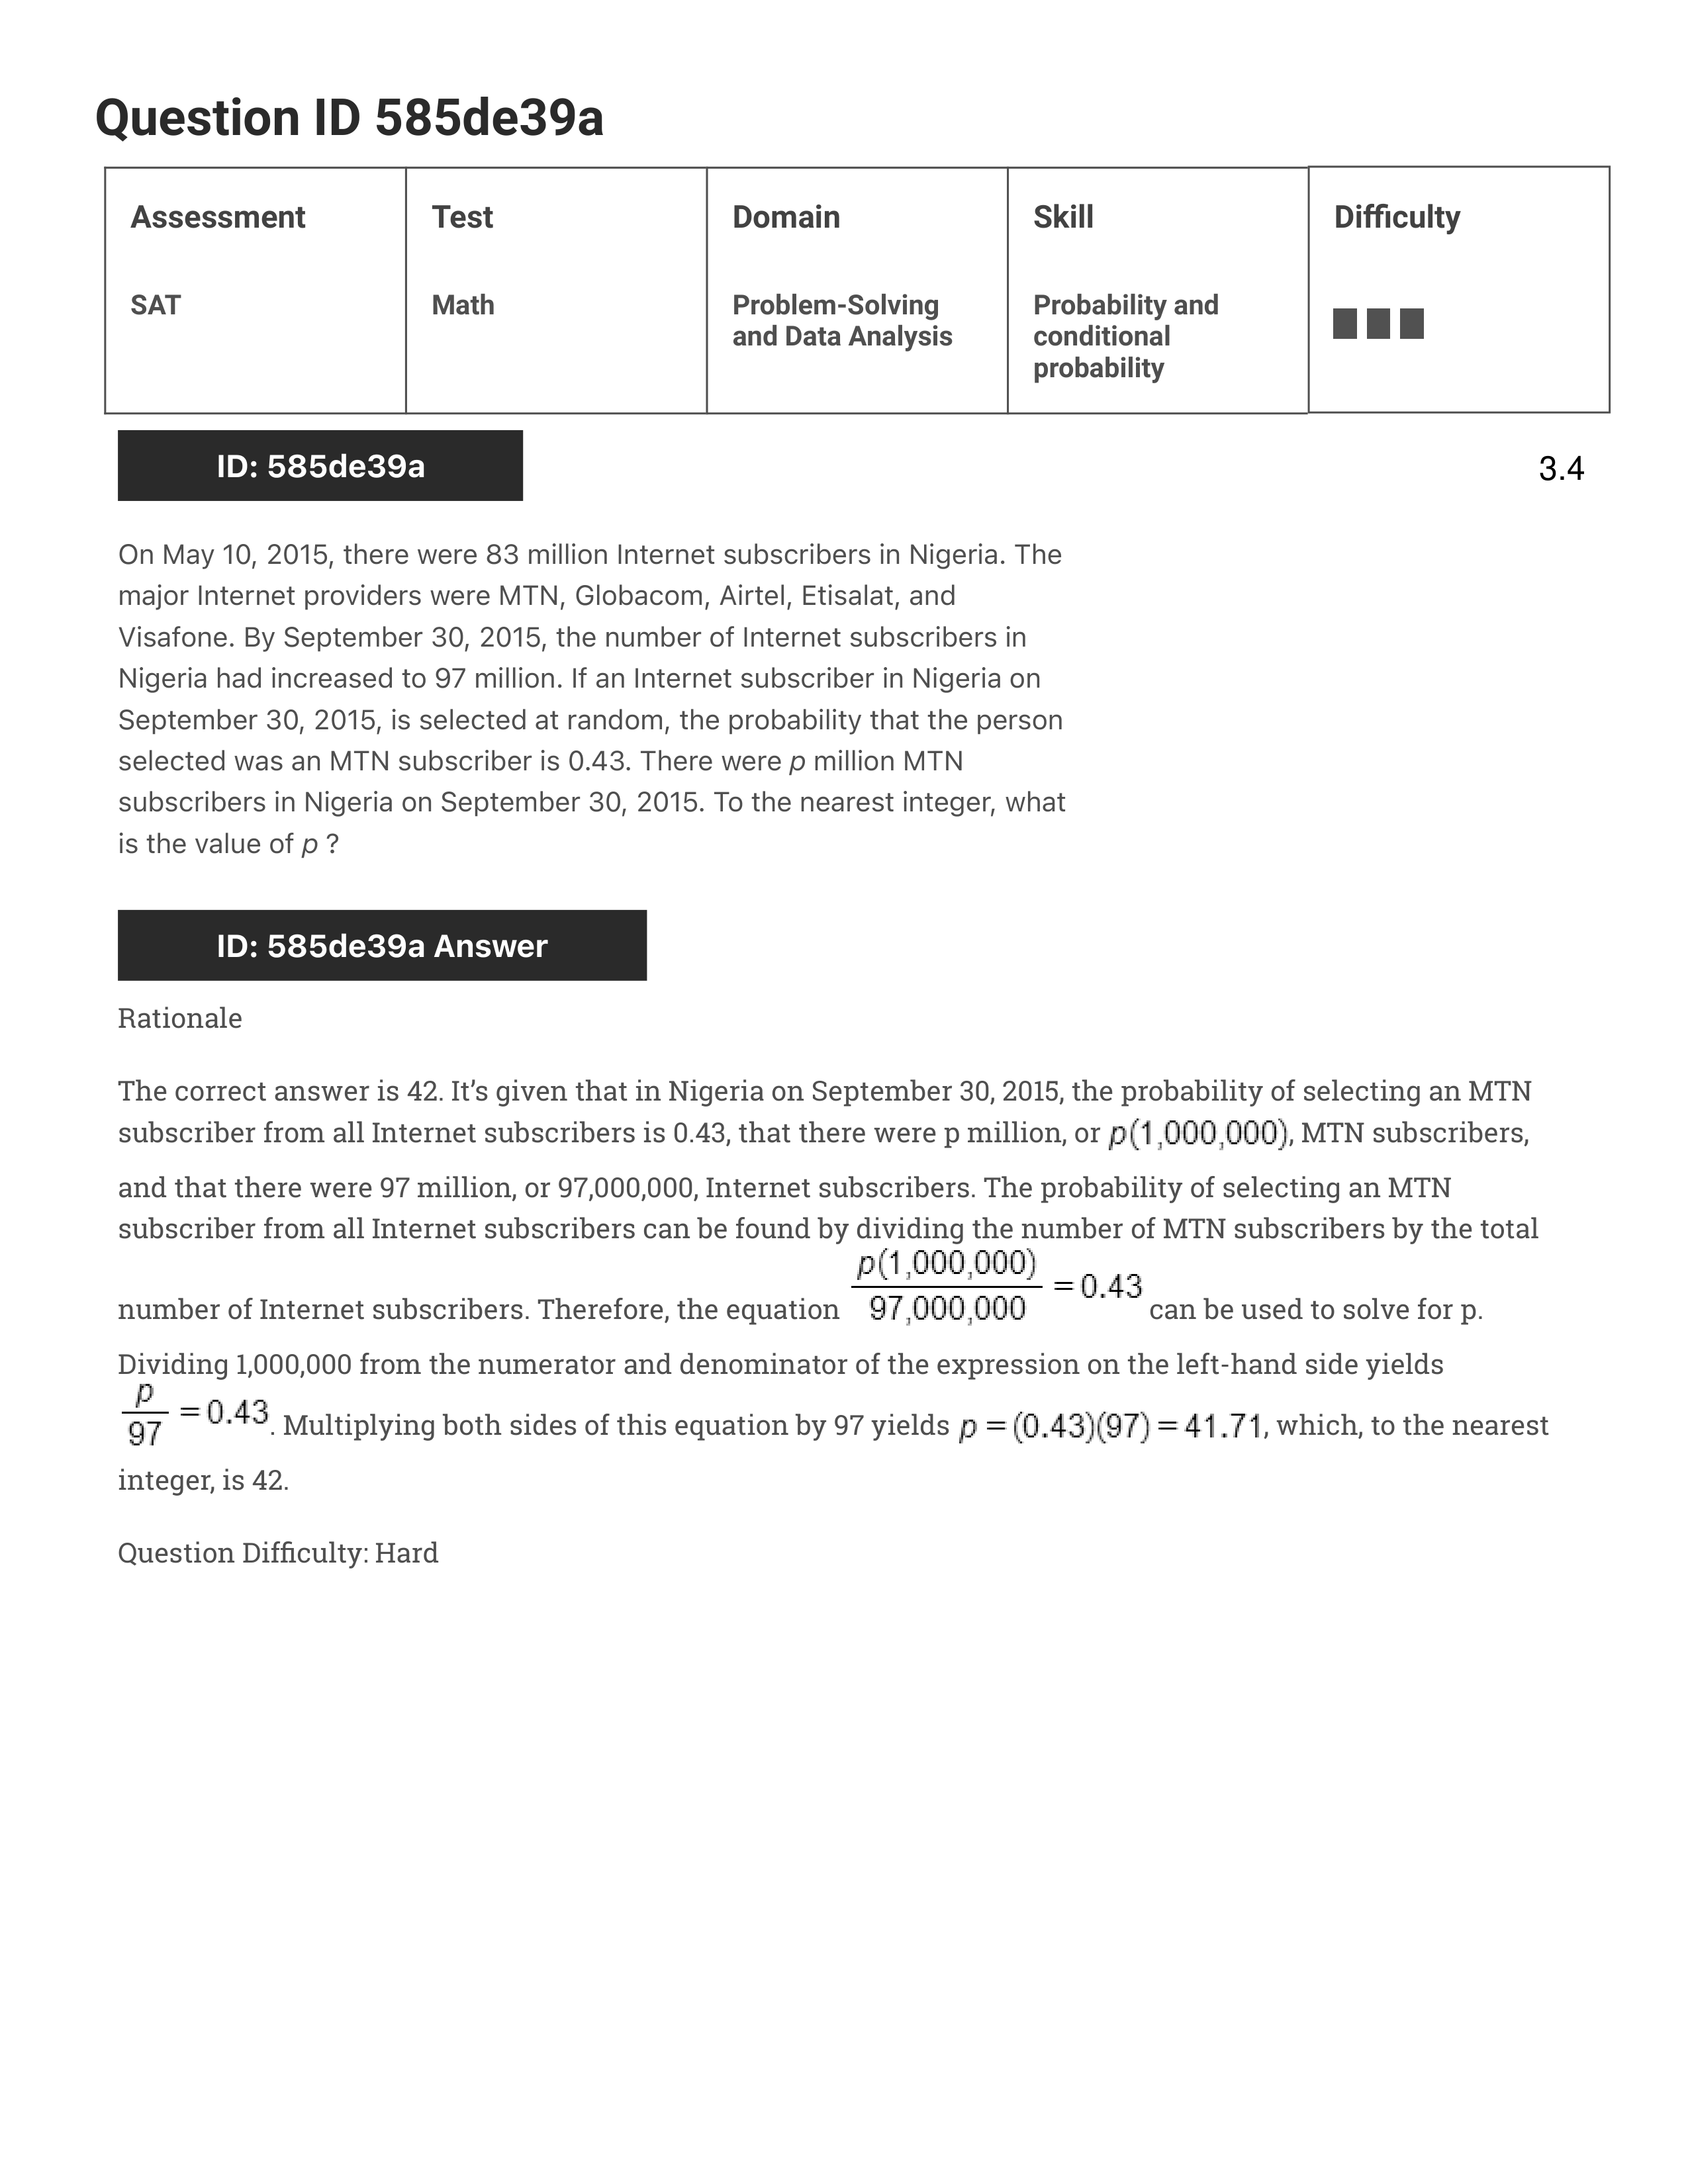 Question ID 585de39a
Assessment Test Domain Skill Difficulty
SAT Math Problem-Solving and Data Analysis Probability and conditional probability
ID: 585de39a
3.4
On May 10, 2015, there were 83 million Internet subscribers in Nigeria. The
major Internet providers were MTN, Globacom, Airtel, Etisalat, and
Visafone. By September 30, 2015, the number of Internet subscribers in
Nigeria had increased to 97 million. If an Internet subscriber in Nigeria on
September 30, 2015, is selected at random, the probability that the person
selected was an MTN subscriber is 0.43. There were p million MTN
subscribers in Nigeria on September 30, 2015. To the nearest integer, what
is the value of p ?
ID: 585de39a Answer
Rationale
The correct answer is 42. It’s given that in Nigeria on September 30, 2015, the probability of selecting an MTN
subscriber from all Internet subscribers is 0.43, that there were p million, or p(1,000,000), MTN subscribers,
and that there were 97 million, or 97,000,000, Internet subscribers. The probability of selecting an MTN
subscriber from all Internet subscribers can be found by dividing the number of MTN subscribers by the total
number of Internet subscribers. Therefore, the equation p(1,000,000)/97,000,000 = 0.43 can be used to solve for p.
Dividing 1,000,000 from the numerator and denominator of the expression on the left-hand side yields
p/97 = 0.43. Multiplying both sides of this equation by 97 yields p = (0.43)(97) = 41.71, which, to the nearest
integer, is 42.
Question Difficulty: Hard